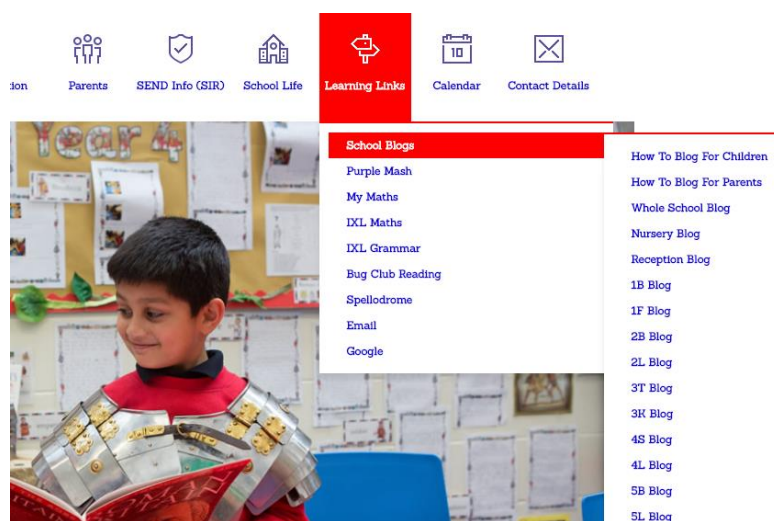 Parents
SEND Info (SIR)
School Life
Learning Links
Calendar
Contact Details
10
Year 4
School Blogs
Purple Mash
My Maths
IXL Maths
IXL Grammar
Bug Club Reading
Spellodrome
Email
Google
How To Blog For Children
How To Blog For Parents
Whole School Blog
Nursery Blog
Reception Blog
1B Blog
1F Blog
2B Blog
2L Blog
3T Blog
3K Blog
4S Blog
4L Blog
5B Blog
5L Blog